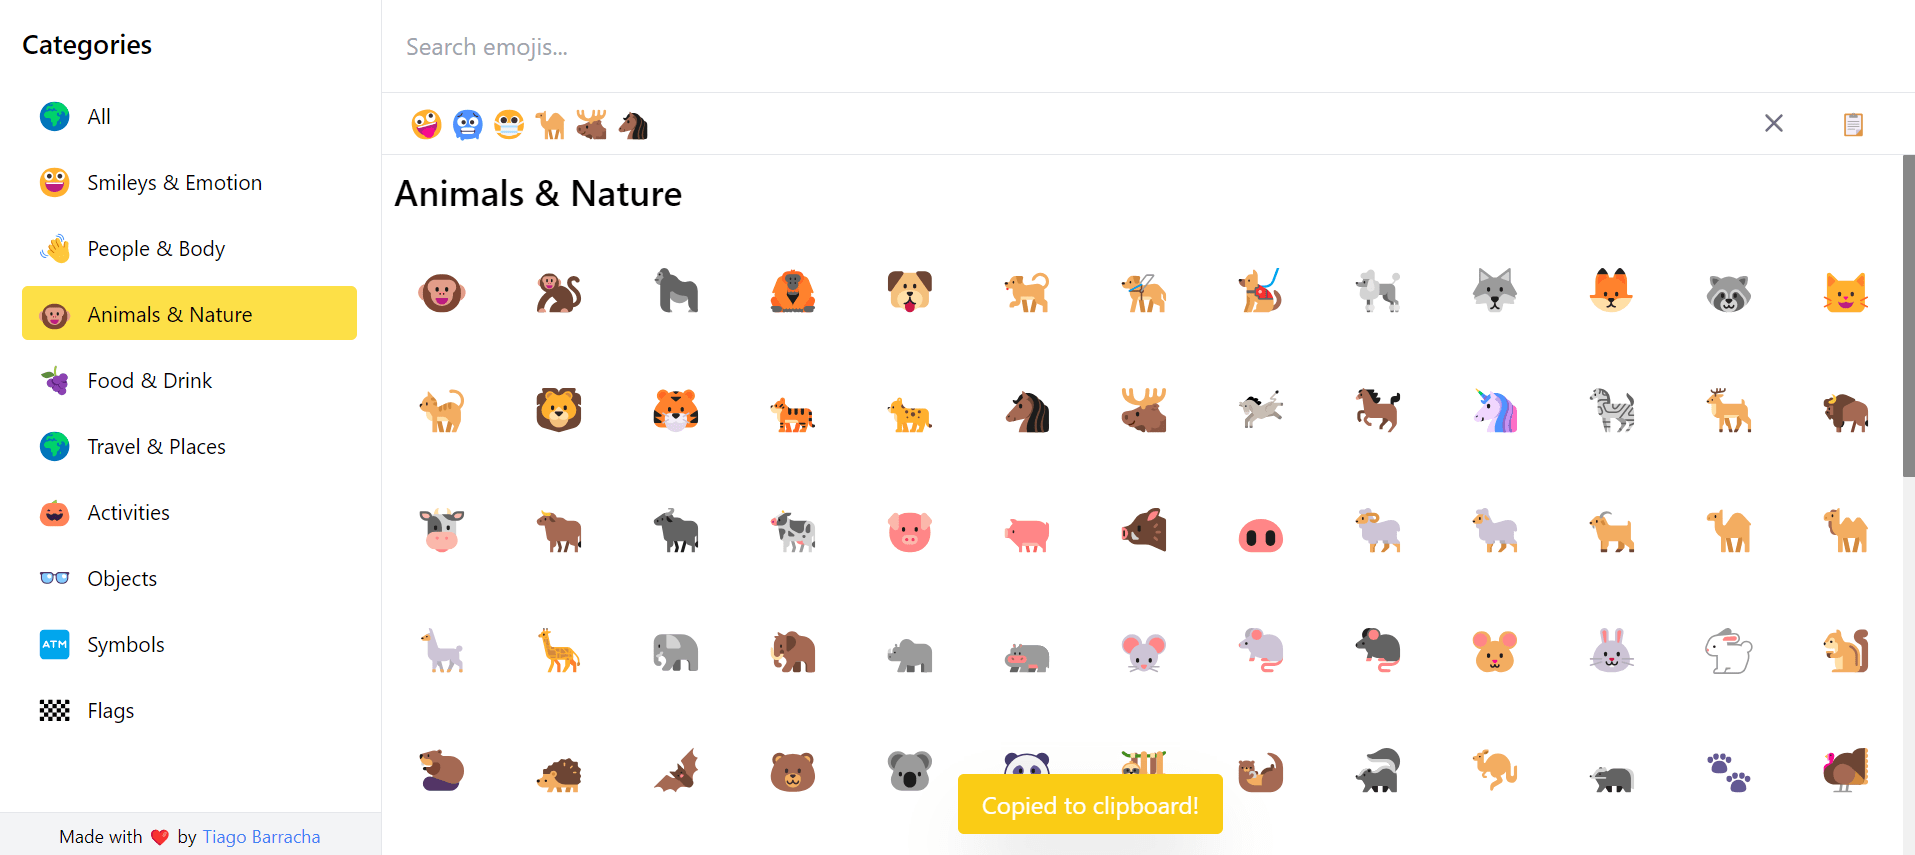 Categories
All
Smileys & Emotion
People & Body
Animals & Nature
Food & Drink
Travel & Places
Activities
Objects
ATM
Symbols
Flags
Made with ❤️ by Tiago Barracha
Search emojis...
Animals & Nature
Copied to clipboard!